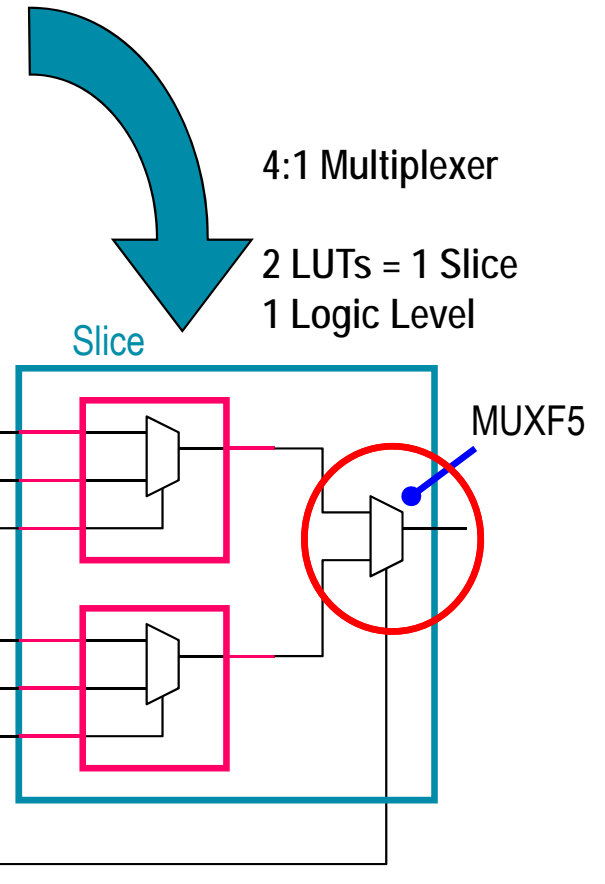 4:1 Multiplexer
2 LUTs = 1 Slice
1 Logic Level
Slice
MUXF5